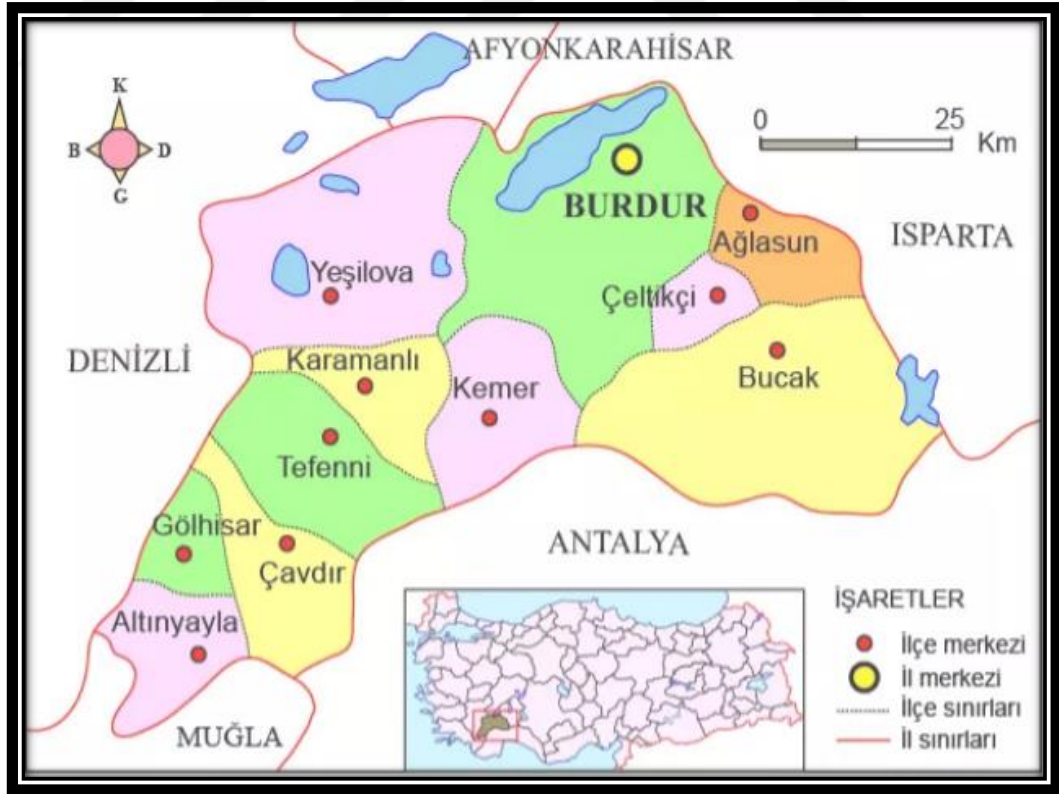 AFYONKARAHİSAR
K
B D
G
0 25
Km
BURDUR
Ağlasun
ISPARTA
Yeşilova
Çeltikçi
DENİZLİ
Karamanlı
Kemer
Bucak
Tefenni
Gölhisar
ANTALYA
Çavdır
Altınyayla
MUĞLA
İŞARETLER
İlçe merkezi
İl merkezi
İlçe sınırları
İl sınırları